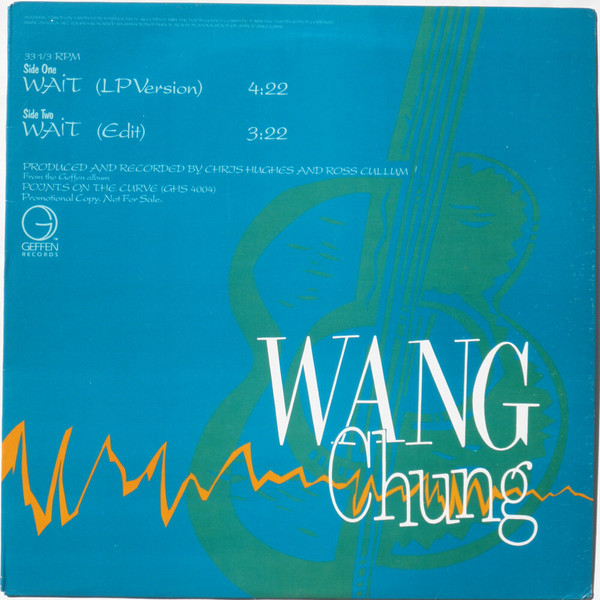 33 1/3 RPM
Side One
WAIT (LP Version) 4:22
Side Two
WAIT (Edit) 3:22
PRODUCED AND RECORDED BY CHRIS HUGHES AND ROSS CULLUM
From the Geffen album
POINTS ON THE CURVE (GHS 4004)
Promotional Copy. Not For Sale.
G
GEFFEN
RECORDS
WANG
Chung